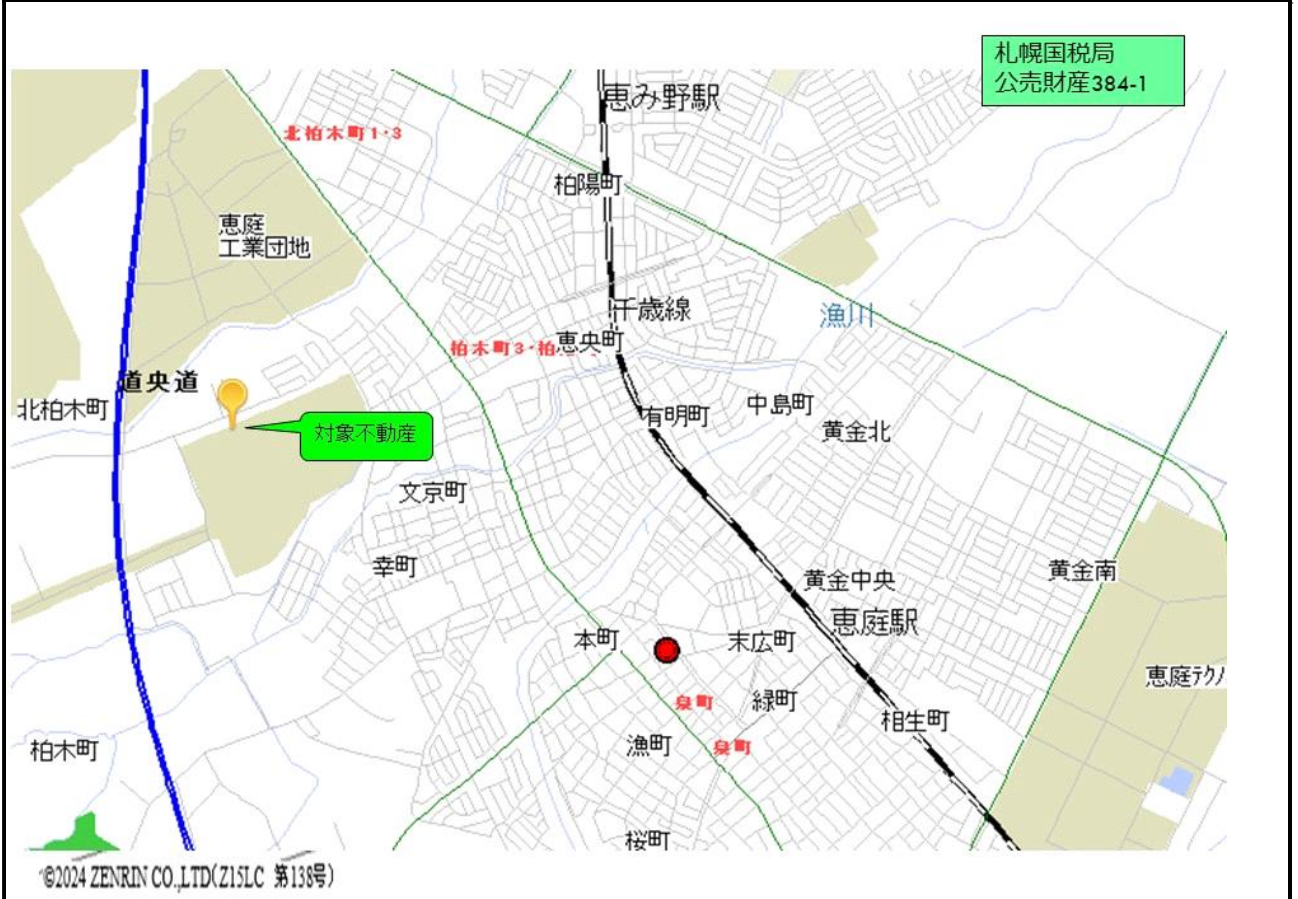 札幌国税局
公売財産384-1
恵み野駅
北柏木町1・3
柏陽町
恵庭
工業団地
千歳線
漁川
柏木町3・柏
恵央町
道央道
北柏木町
有明町
中島町
黄金北
対象不動産
文京町
幸町
黄金中央
黄金南
恵庭駅
本町
末広町
恵庭テクノ
泉町
緑町
相生町
漁町
泉町
柏木町
桜町
©2024 ZENRIN CO.,LTD(Z15LC 第138号)